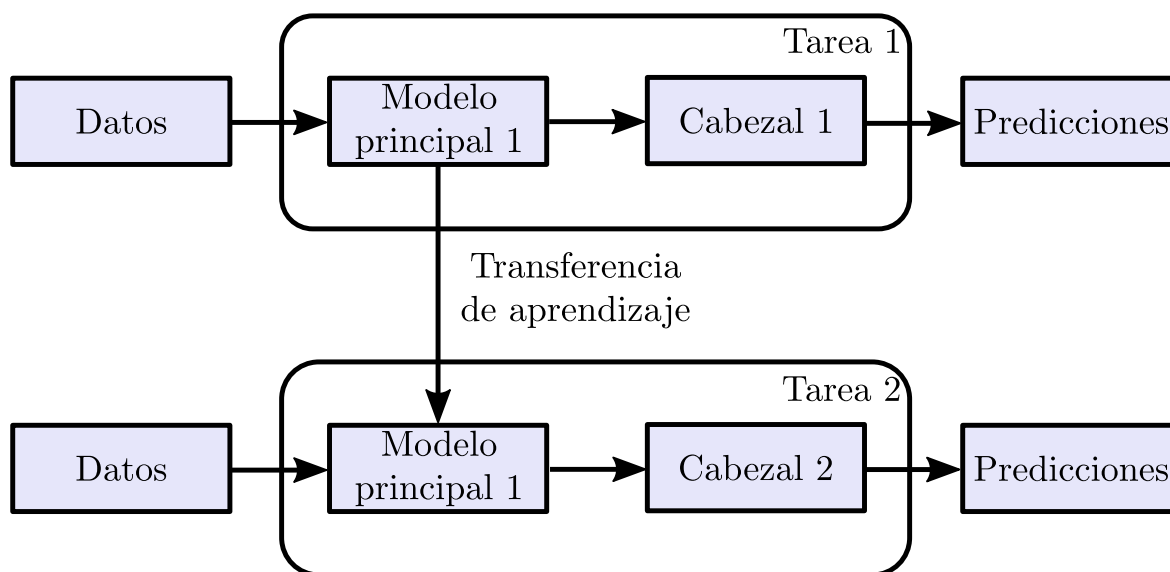 Tarea 1
Datos
Modelo
principal 1
Cabezal 1
Predicciones
Transferencia
de aprendizaje
Tarea 2
Datos
Modelo
principal 1
Cabezal 2
Predicciones